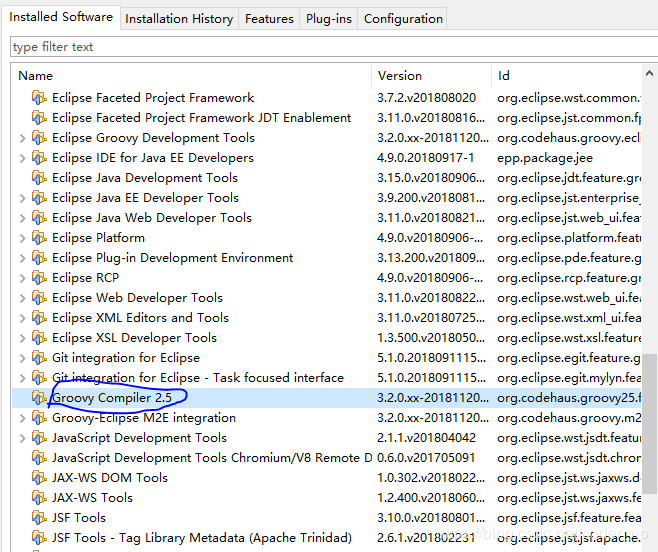 Installed Software Installation History Features Plug-ins Configuration
type filter text
Name Version Id
Eclipse Faceted Project Framework 3.7.2.v201808020 org.eclipse.wst.common.
Eclipse Faceted Project Framework JDT Enablement 3.11.0.v20180816... org.eclipse.jst.common.fp
Eclipse Groovy Development Tools 3.2.0.xx-20181120... org.codehaus.groovy.ecli
Eclipse IDE for Java EE Developers 4.9.0.20180917-1 epp.package.jee
Eclipse Java Development Tools 3.15.0.v20180906-... org.eclipse.jdt.feature.gro
Eclipse Java EE Developer Tools 3.9.200.v201808... org.eclipse.jst.enterprise_
Eclipse Java Web Developer Tools 3.11.0.v20180821... org.eclipse.jst.web_ui.feat
Eclipse Platform 4.9.0.v20180906-... org.eclipse.platform.featu
Eclipse Plug-in Development Environment 3.13.200.v201809... org.eclipse.pde.feature.g
Eclipse RCP 4.9.0.v20180906-... org.eclipse.rcp.feature.gr
Eclipse Web Developer Tools 3.11.0.v20180822... org.eclipse.wst.web_ui.fea
Eclipse XML Editors and Tools 3.11.0.v20180725... org.eclipse.wst.xml_ui.fea
Eclipse XSL Developer Tools 1.3.500.v2018050... org.eclipse.wst.xsl.featur
Git integration for Eclipse 5.1.0.2018091115... org.eclipse.egit.feature.g
Git integration for Eclipse - Task focused interface 5.1.0.2018091115... org.eclipse.egit.mylyn.fea
Groovy Compiler 2.5 3.2.0.xx-20181120... org.codehaus.groovy25.f
Groovy-Eclipse M2E integration 3.2.0.xx-20181120... org.codehaus.groovy.m2
JavaScript Development Tools 2.1.1.v201804042 org.eclipse.wst.jsdt.featur
JavaScript Development Tools Chromium/V8 Remote D 0.6.0.v201705091 org.eclipse.wst.jsdt.chrom
JAX-WS DOM Tools 1.0.302.v201802... org.eclipse.jst.ws.jaxws.d
JAX-WS Tools 1.2.400.v2018060... org.eclipse.jst.ws.jaxws.fe
JSF Tools 3.10.0.v2018080... org.eclipse.jsf.feature.fea
JSF Tools - Tag Library Metadata (Apache Trinidad) 2.6.1.v201802231 org.eclipse.jst.jsf.apache.